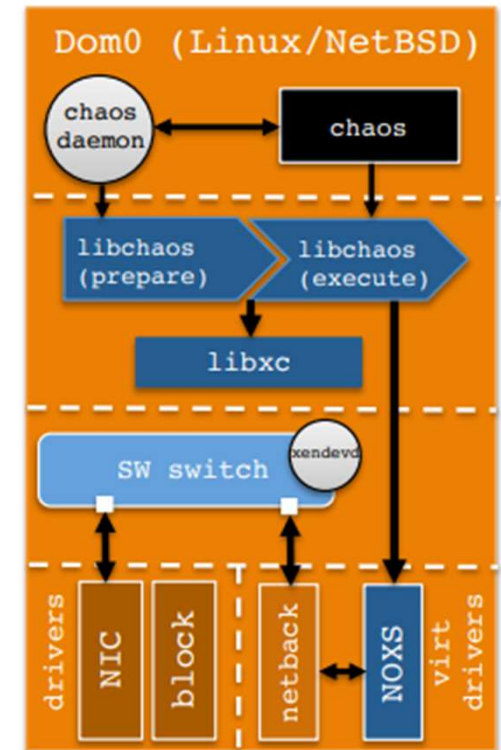 Dom0 (Linux/NetBSD)
chaos
daemon
chaos
libchaos
(prepare)
libchaos
(execute)
libxc
SW switch
xendevd
drivers
NIC
block
netback
NOXS
virt
drivers